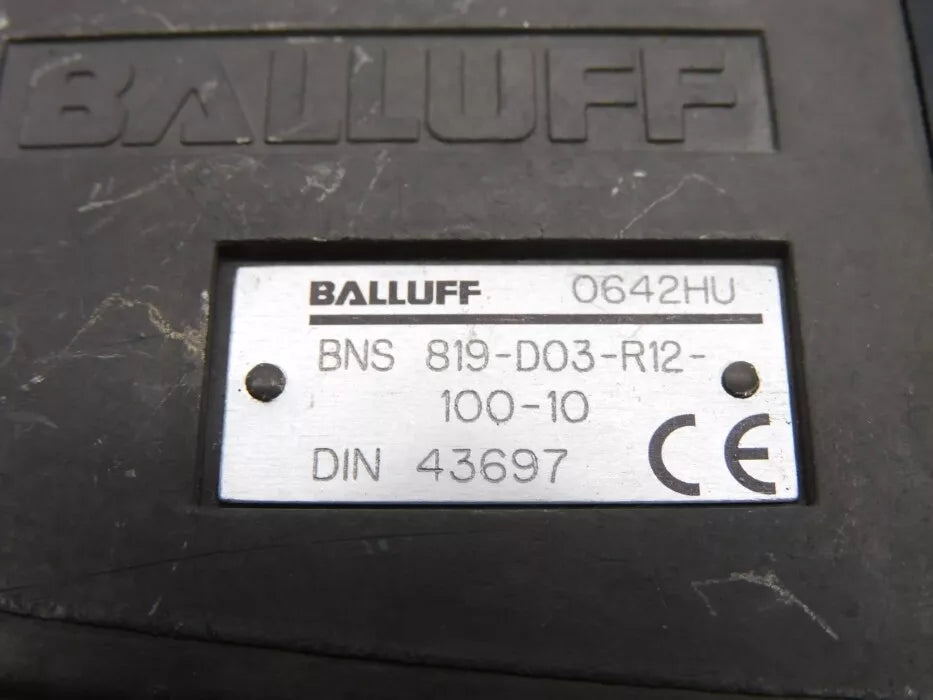 BALLUFF
BALLUFF 0642HU
BNS 819-D03-R12-
100-10
DIN 43697
CE